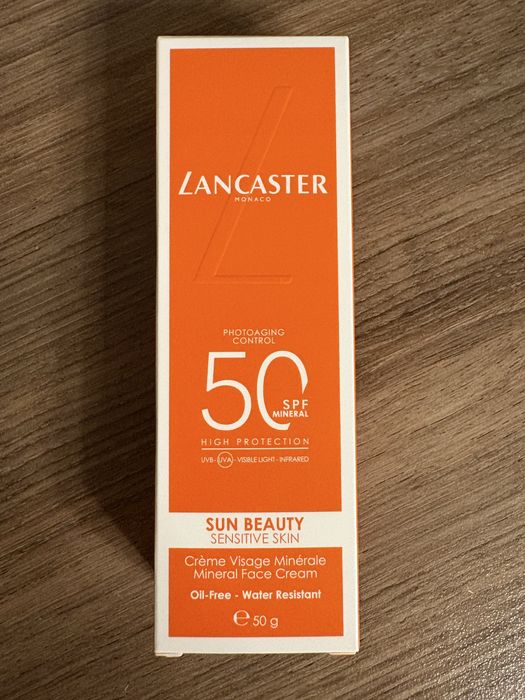 LANCASTER
MONACO
PHOTOAGING
CONTROL
50
SPF
MINERAL
HIGH PROTECTION
UVB - UVA - VISIBLE LIGHT - INFRARED
SUN BEAUTY
SENSITIVE SKIN
Crème Visage Minérale
Mineral Face Cream
Oil-Free - Water Resistant
℮ 50 g